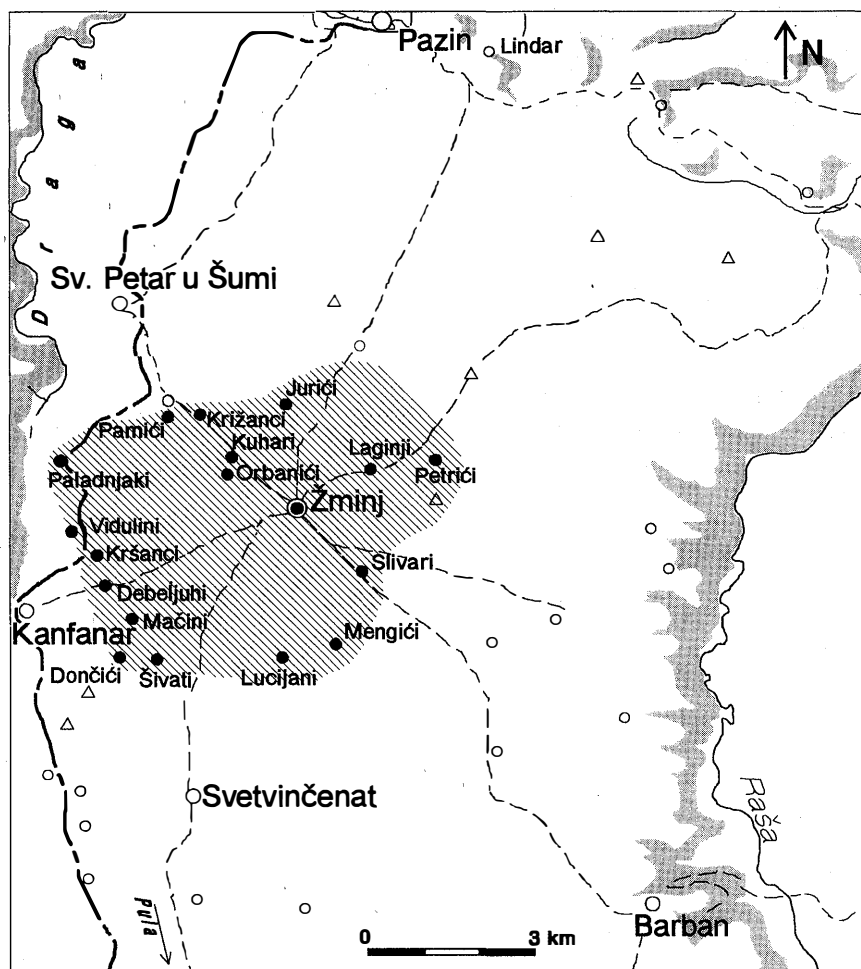 Pazin
Lindar
N
Draga
Sv. Petar u Šumi
Jurići
Križanci
Pamići
Kuhari
Laginji
Orbanići
Petrići
Paladnjaki
Žminj
Vidulini
Kršanci
Slivari
Debeljuhi
Mačini
Kanfanar
Mengići
Dončići
Šivati
Lucijani
Svetvinčenat
Raša
Pula
Barban
0 3 km